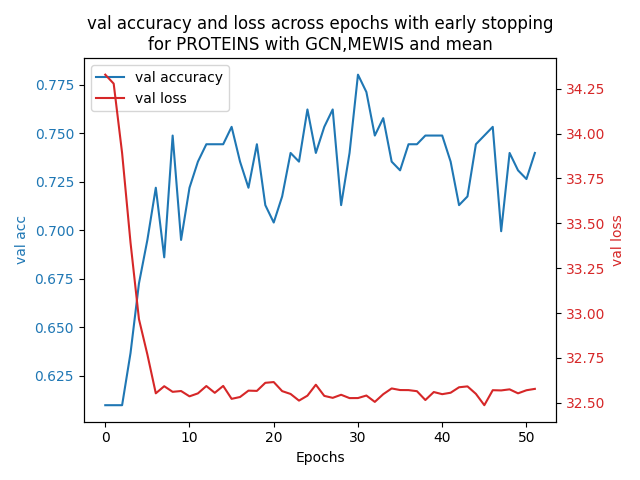 val accuracy and loss across epochs with early stopping
for PROTEINS with GCN,MEWIS and mean
val accuracy
val loss
0.775
0.750
0.725
0.700
0.675
0.650
0.625
val acc
34.25
34.00
33.75
33.50
33.25
33.00
32.75
32.50
val loss
0 10 20 30 40 50
Epochs